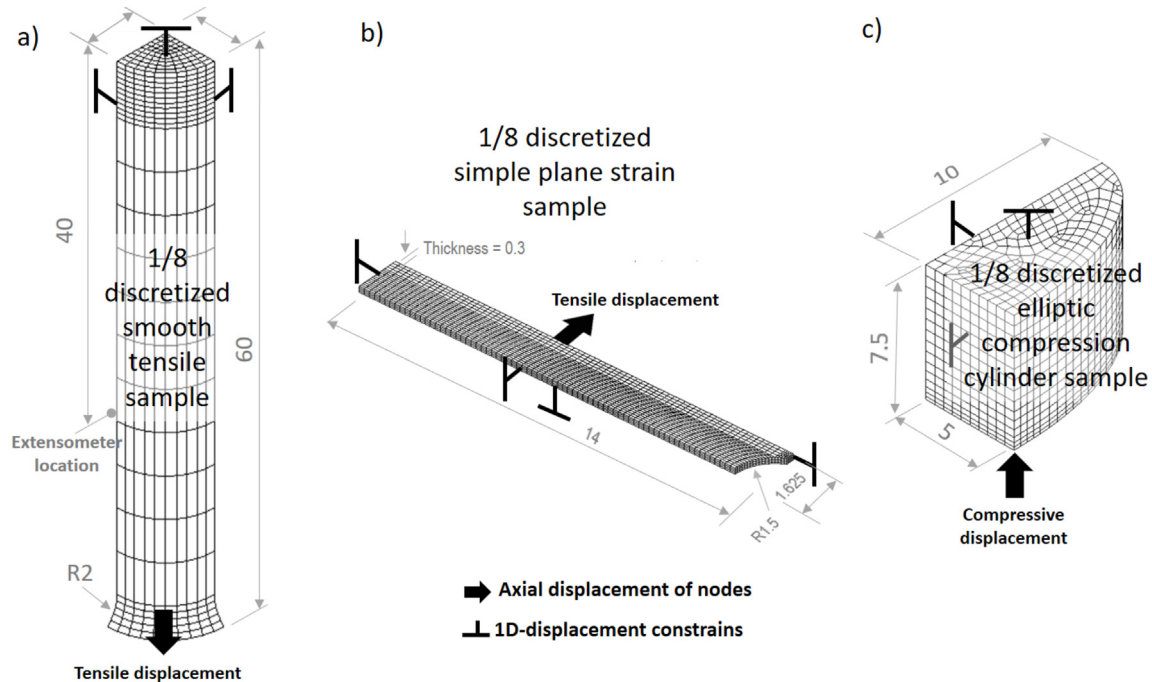 a)
40
60
1/8
discretized
smooth
tensile
sample
Extensometer
location
R2
Tensile displacement
b)
1/8 discretized
simple plane strain
sample
Thickness = 0.3
Tensile displacement
14
1.625
R1.5
Axial displacement of nodes
1D-displacement constrains
c)
10
1/8 discretized
elliptic
compression
cylinder sample
7.5
5
Compressive
displacement